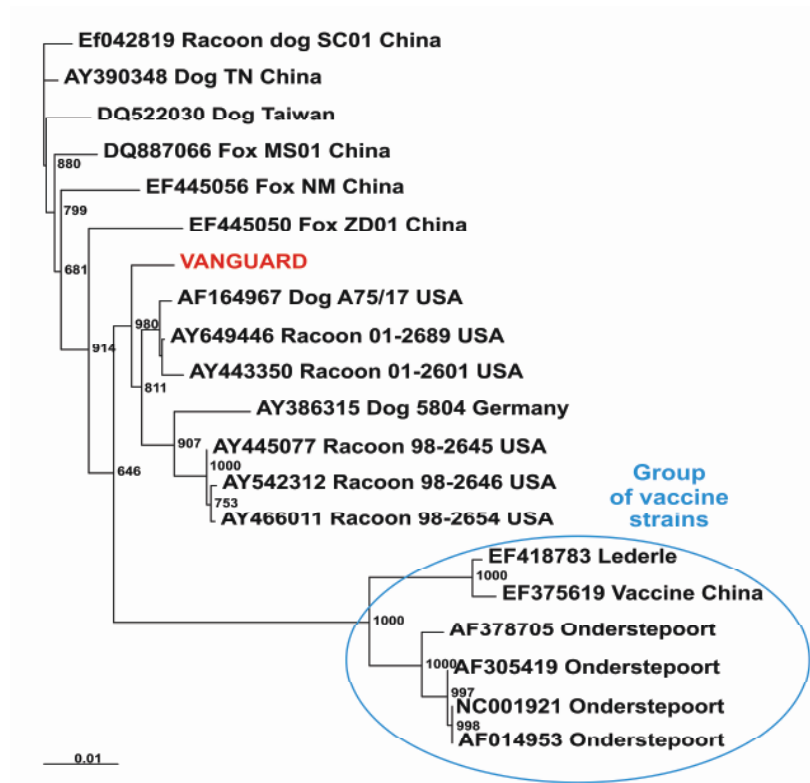 Ef042819 Racoon dog SC01 China
AY390348 Dog TN China
DQ522030 Dog Taiwan
DQ887066 Fox MS01 China
880
EF445056 Fox NM China
799
EF445050 Fox ZD01 China
VANGUARD
681
AF164967 Dog A75/17 USA
980
AY649446 Racoon 01-2689 USA
914
AY443350 Racoon 01-2601 USA
811
AY386315 Dog 5804 Germany
907
AY445077 Racoon 98-2645 USA
1000
646
AY542312 Racoon 98-2646 USA
753
AY466011 Racoon 98-2654 USA
Group
of vaccine
strains
EF418783 Lederle
1000
EF375619 Vaccine China
1000
AF378705 Onderstepoort
1000
AF305419 Onderstepoort
997
NC001921 Onderstepoort
998
AF014953 Onderstepoort
0.01